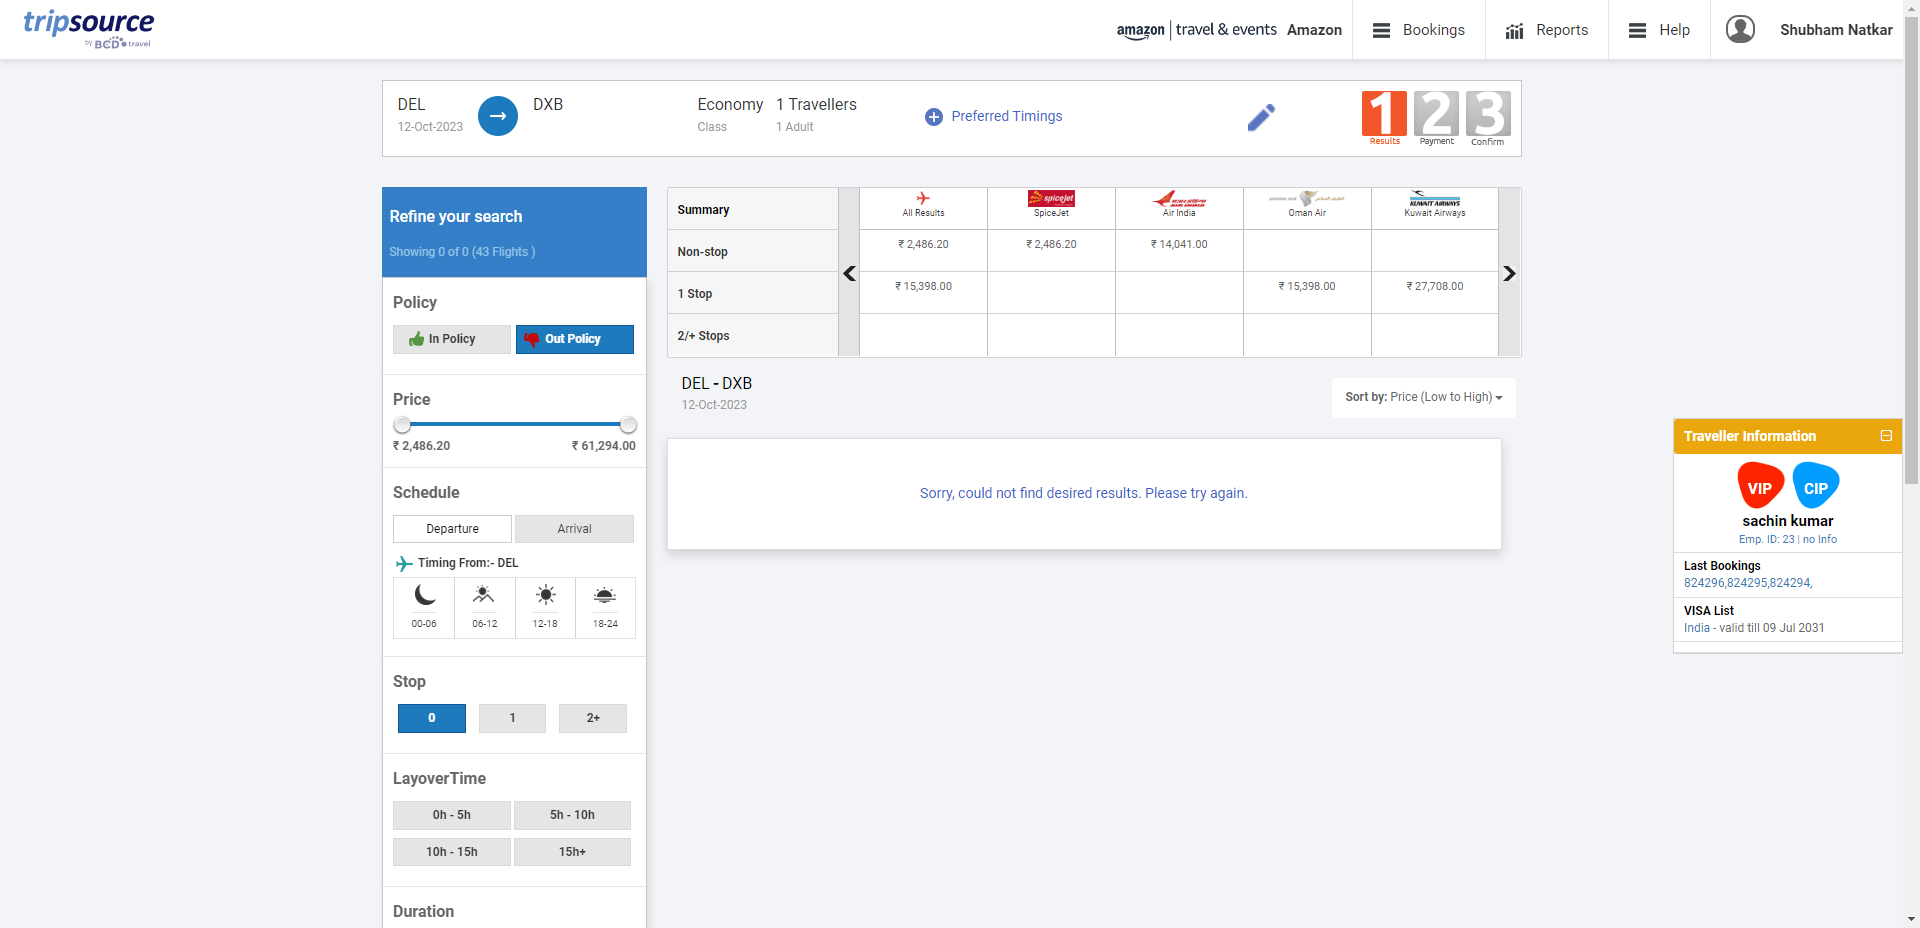 tripsource
by BCD travel
amazon | travel & events Amazon
Bookings
Reports
Help
Shubham Natkar
DEL
12-Oct-2023
DXB
Economy
Class
1 Travellers
1 Adult
Preferred Timings
1 2 3
Results Payment Confirm
Refine your search
Showing 0 of 0 (43 Flights )
Policy
In Policy
Out Policy
Price
₹ 2,486.20 ₹ 61,294.00
Schedule
Departure Arrival
Timing From:- DEL
00-06 06-12 12-18 18-24
Stop
0 1 2+
LayoverTime
0h - 5h 5h - 10h
10h - 15h 15h+
Duration
Summary
All Results
spicejet
SpiceJet
Air India
OMAN AIR
Oman Air
KUWAIT AIRWAYS
Kuwait Airways
Non-stop ₹ 2,486.20 ₹ 2,486.20 ₹ 14,041.00
1 Stop ₹ 15,398.00 ₹ 15,398.00 ₹ 27,708.00
2/+ Stops
DEL - DXB
12-Oct-2023
Sort by: Price (Low to High)
Sorry, could not find desired results. Please try again.
Traveller Information
VIP CIP
sachin kumar
Emp. ID: 23 | no Info
Last Bookings
824296,824295,824294,
VISA List
India - valid till 09 Jul 2031